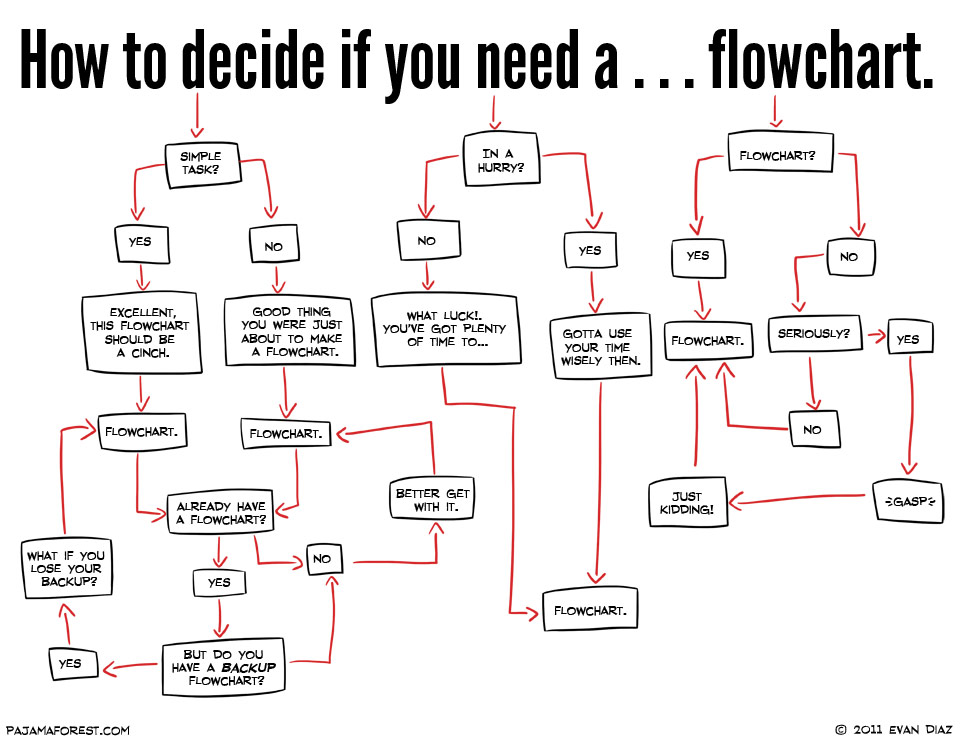 How to decide if you need a . . . flowchart.
SIMPLE
TASK?
YES
NO
EXCELLENT,
THIS FLOWCHART
SHOULD BE
A CINCH.
GOOD THING
YOU WERE JUST
ABOUT TO MAKE
A FLOWCHART.
FLOWCHART.
FLOWCHART.
ALREADY HAVE
A FLOWCHART?
BETTER GET
WITH IT.
NO
YES
WHAT IF YOU
LOSE YOUR
BACKUP?
YES
BUT DO YOU
HAVE A BACKUP
FLOWCHART?
IN A
HURRY?
NO
YES
WHAT LUCK!.
YOU'VE GOT PLENTY
OF TIME TO...
GOTTA USE
YOUR TIME
WISELY THEN.
FLOWCHART.
FLOWCHART?
YES
NO
FLOWCHART.
SERIOUSLY?
YES
NO
JUST
KIDDING!
>GASP<
PAJAMAFOREST.COM
© 2011 EVAN DIAZ